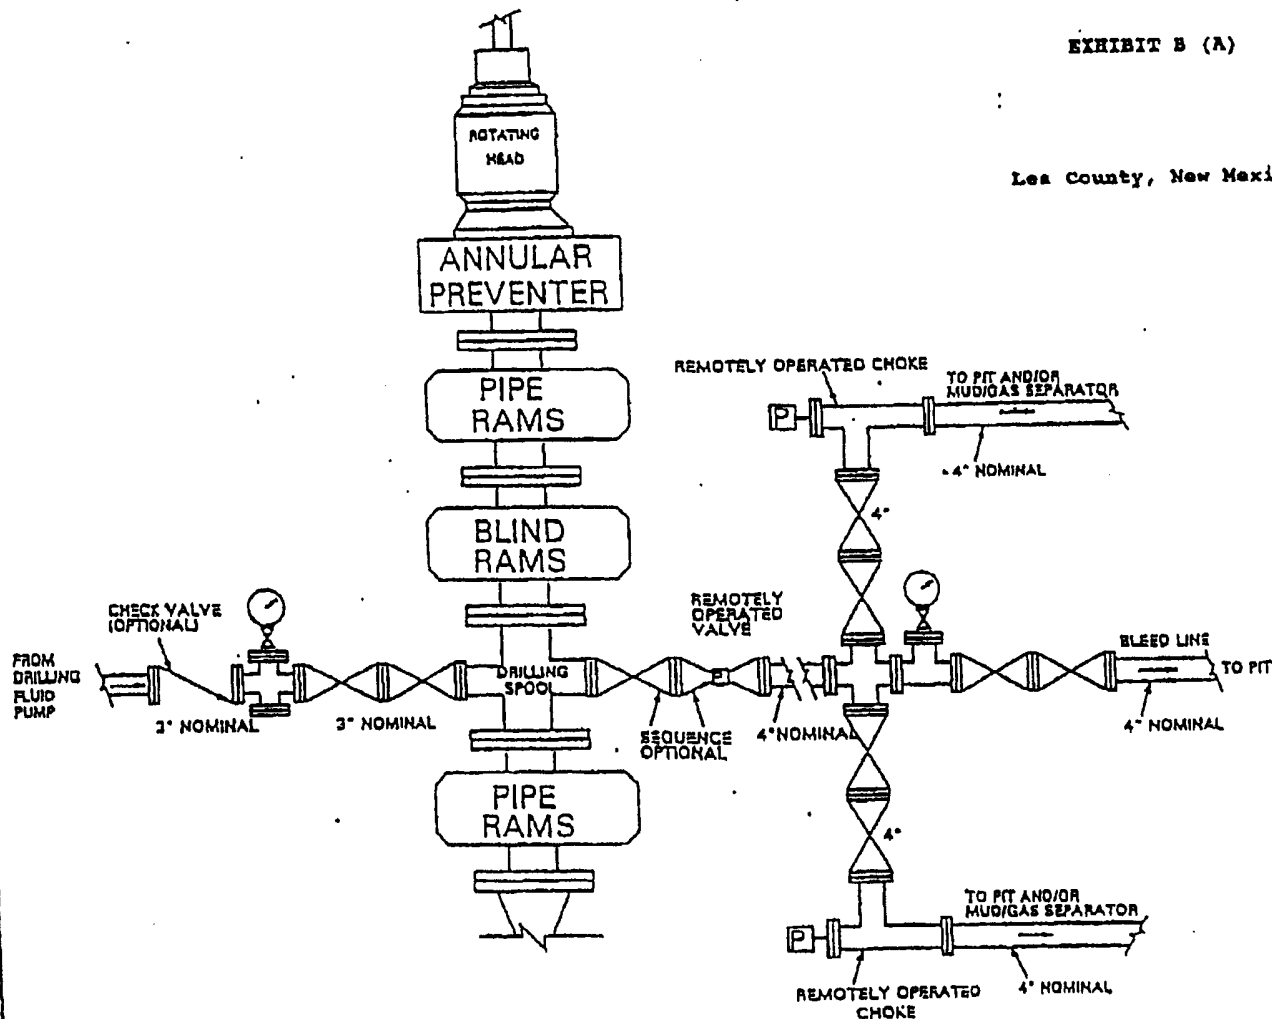 EXHIBIT B (A)
Lea County, New Mexi
ROTATING
HEAD
ANNULAR
PREVENTER
PIPE
RAMS
BLIND
RAMS
REMOTELY OPERATED CHOKE
TO PIT AND/OR
MUD/GAS SEPARATOR
4" NOMINAL
4"
CHECK VALVE
(OPTIONAL)
FROM
DRILLING
FLUID
PUMP
3" NOMINAL
DRILLING
SPOOL
REMOTELY
OPERATED
VALVE
SEQUENCE
OPTIONAL
4" NOMINAL
BLEED LINE
TO PIT
4" NOMINAL
PIPE
RAMS
4"
TO PIT AND/OR
MUD/GAS SEPARATOR
P
P
4" NOMINAL
REMOTELY OPERATED
CHOKE